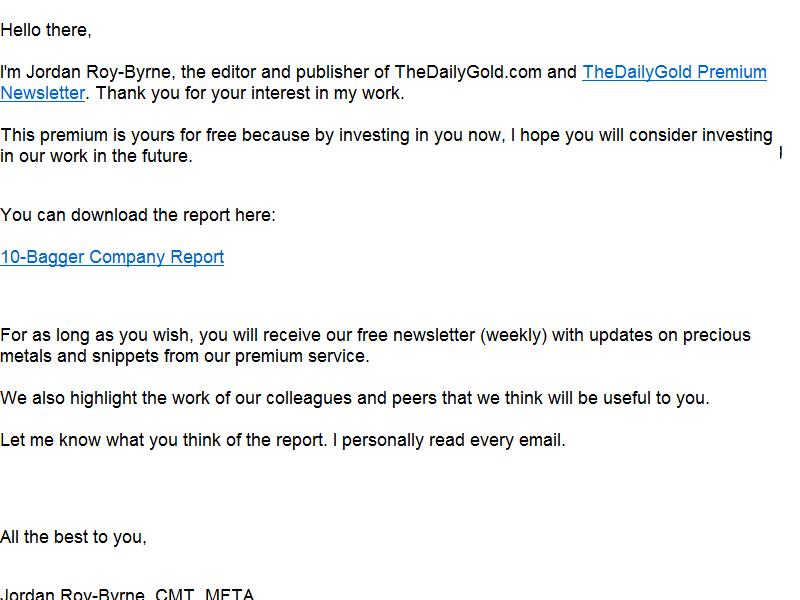 Hello there,
I'm Jordan Roy-Byrne, the editor and publisher of TheDailyGold.com and TheDailyGold Premium
Newsletter. Thank you for your interest in my work.
This premium is yours for free because by investing in you now, I hope you will consider investing
in our work in the future.
You can download the report here:
10-Bagger Company Report
For as long as you wish, you will receive our free newsletter (weekly) with updates on precious
metals and snippets from our premium service.
We also highlight the work of our colleagues and peers that we think will be useful to you.
Let me know what you think of the report. I personally read every email.
All the best to you,
Jordan Roy-Byrne, CMT, MFTA